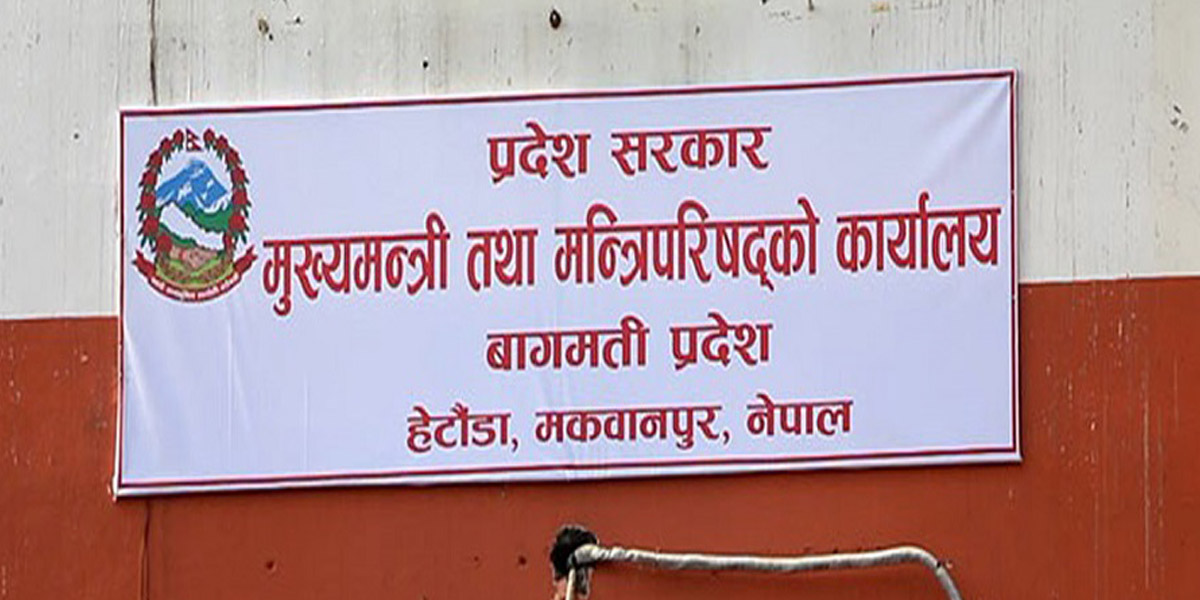 प्रदेश सरकार
मुख्यमन्त्री तथा मन्त्रिपरिषद्को कार्यालय
बागमती प्रदेश
हेटौंडा, मकवानपुर, नेपाल